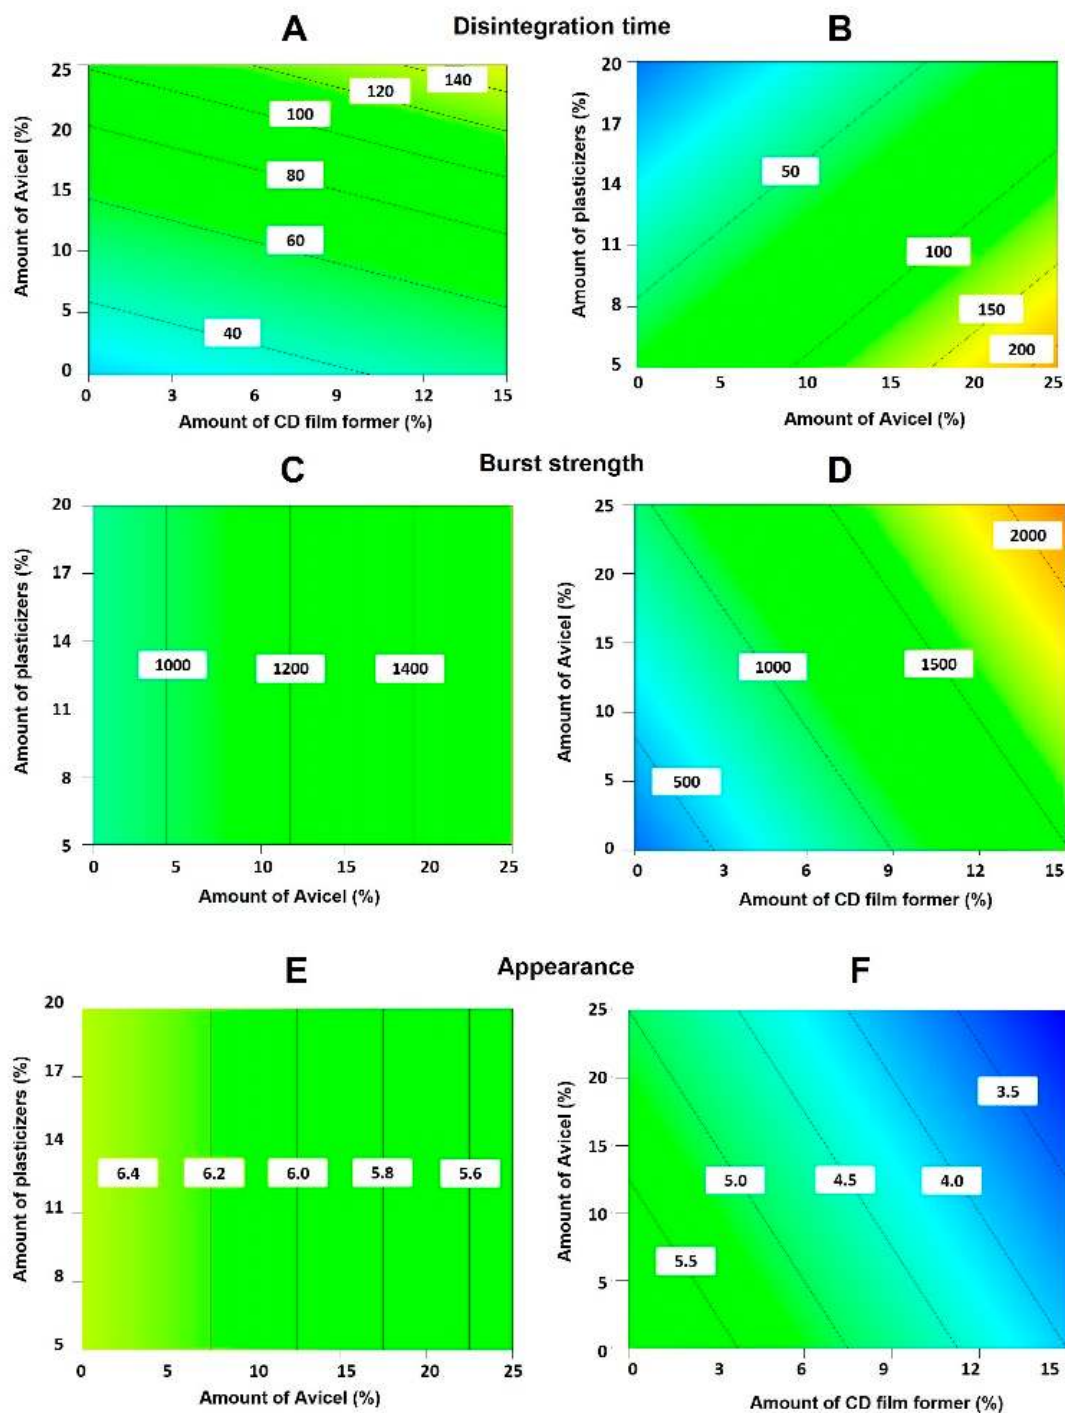 Disintegration time
A
25
20
15
10
5
0
Amount of Avicel (%)
140
120
100
80
60
40
0 3 6 9 12 15
Amount of CD film former (%)
B
20
17
14
11
8
5
Amount of plasticizers (%)
50
100
150
200
0 5 10 15 20 25
Amount of Avicel (%)
Burst strength
C
20
17
14
11
8
5
Amount of plasticizers (%)
1000 1200 1400
0 5 10 15 20 25
Amount of Avicel (%)
D
25
20
15
10
5
0
Amount of Avicel (%)
2000
1000 1500
500
0 3 6 9 12 15
Amount of CD film former (%)
Appearance
E
20
17
14
11
8
5
Amount of plasticizers (%)
6.4 6.2 6.0 5.8 5.6
0 5 10 15 20 25
Amount of Avicel (%)
F
25
20
15
10
5
0
Amount of Avicel (%)
3.5
5.0 4.5 4.0
5.5
0 3 6 9 12 15
Amount of CD film former (%)